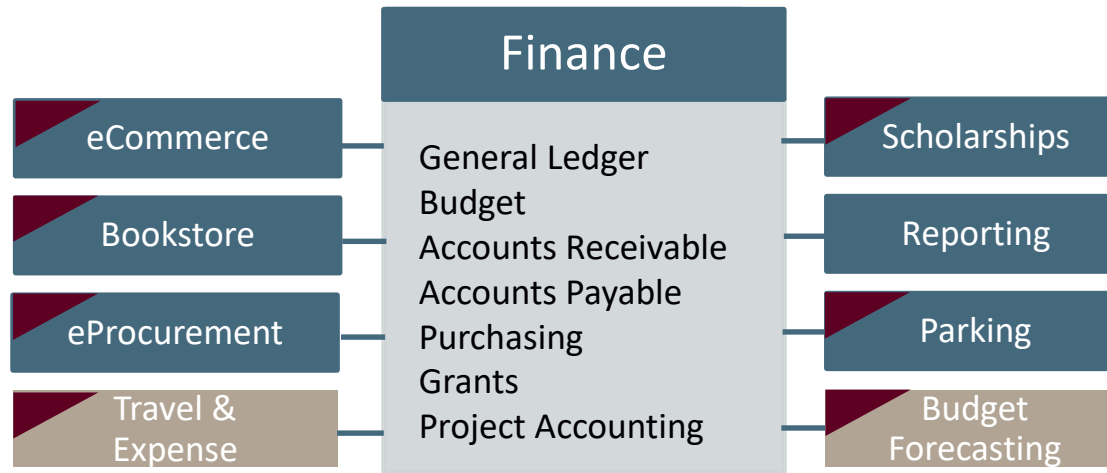 Finance
eCommerce
Bookstore
eProcurement
Travel &
Expense
General Ledger
Budget
Accounts Receivable
Accounts Payable
Purchasing
Grants
Project Accounting
Scholarships
Reporting
Parking
Budget
Forecasting